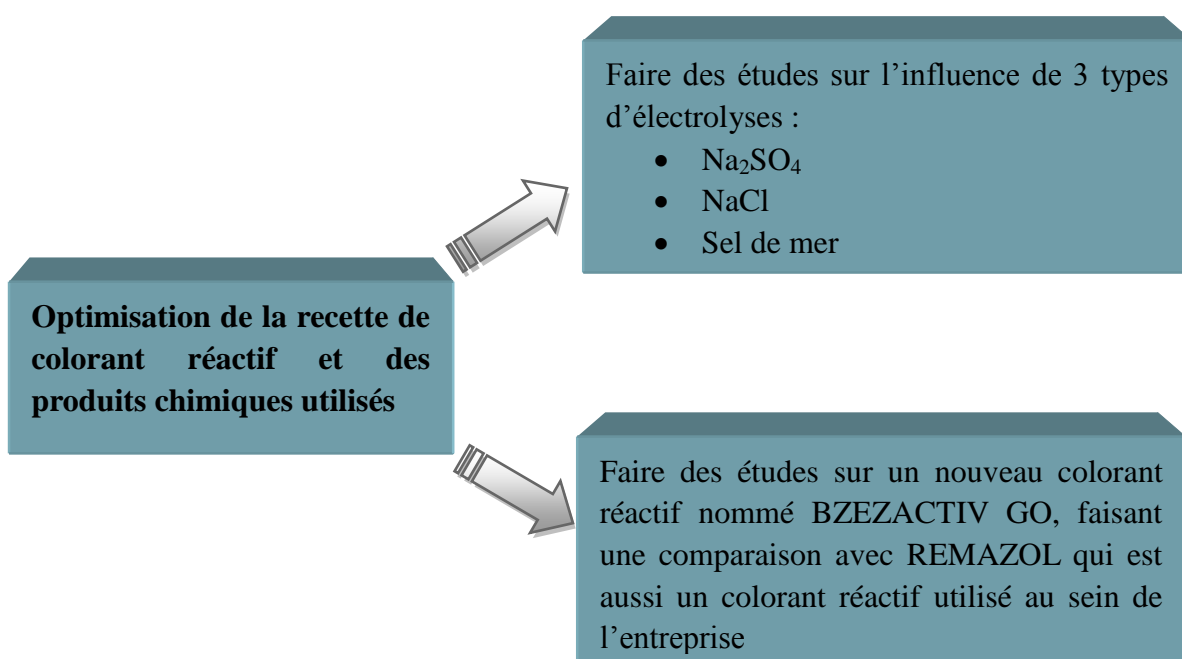 Faire des études sur l'influence de 3 types
d'électrolyses :
• Na₂SO₄
• NaCl
• Sel de mer
Optimisation de la recette de
colorant réactif et des
produits chimiques utilisés
Faire des études sur un nouveau colorant
réactif nommé BZEZACTIV GO, faisant
une comparaison avec REMAZOL qui est
aussi un colorant réactif utilisé au sein de
l'entreprise